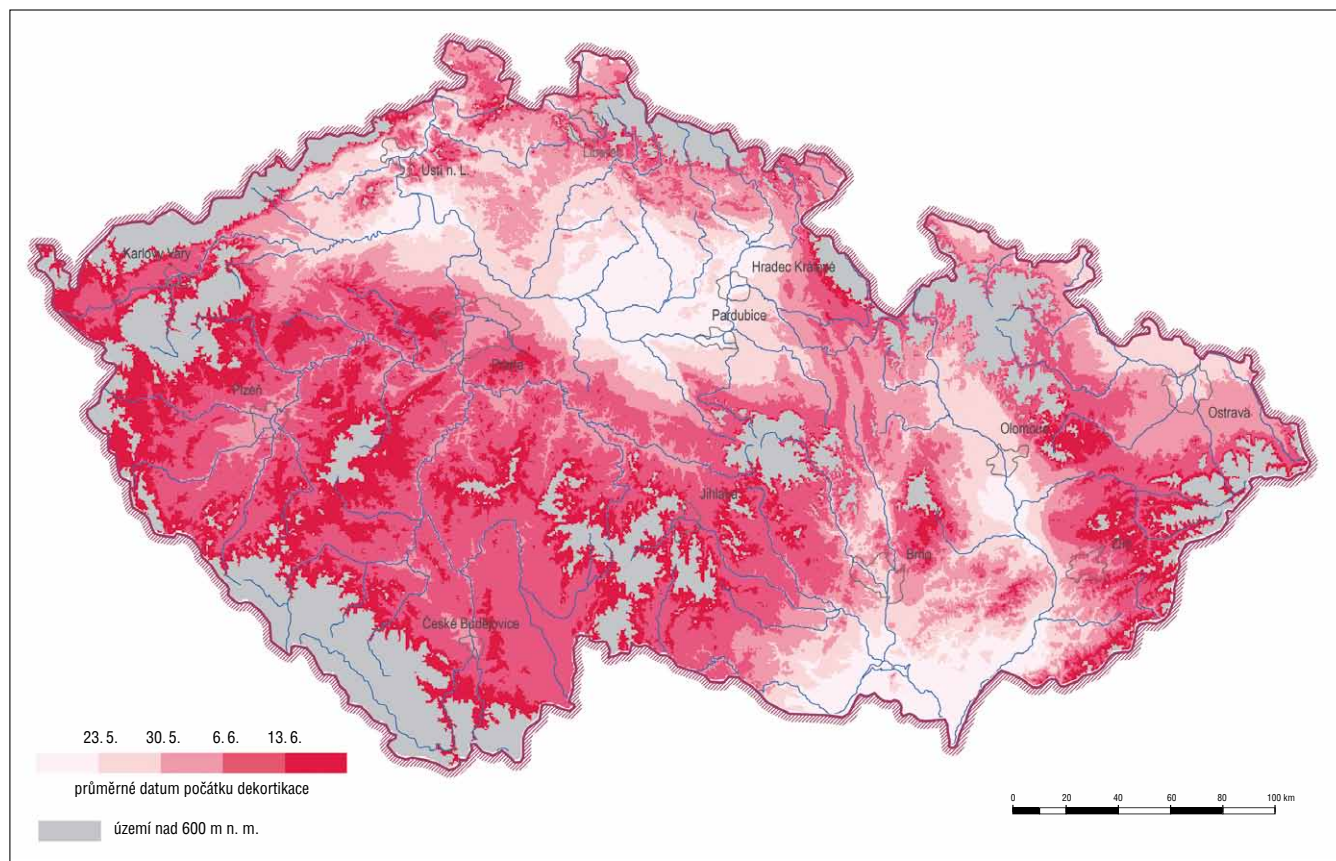 Ústí n. L.
Liberec
Karlovy Vary
Hradec Králové
Pardubice
Praha
Plzeň
Olomouc
Ostrava
Jihlava
Brno
Zlín
České Budějovice
23. 5. 30. 5. 6. 6. 13. 6.
průměrné datum počátku dekortikace
území nad 600 m n. m.
0 20 40 60 80 100 km